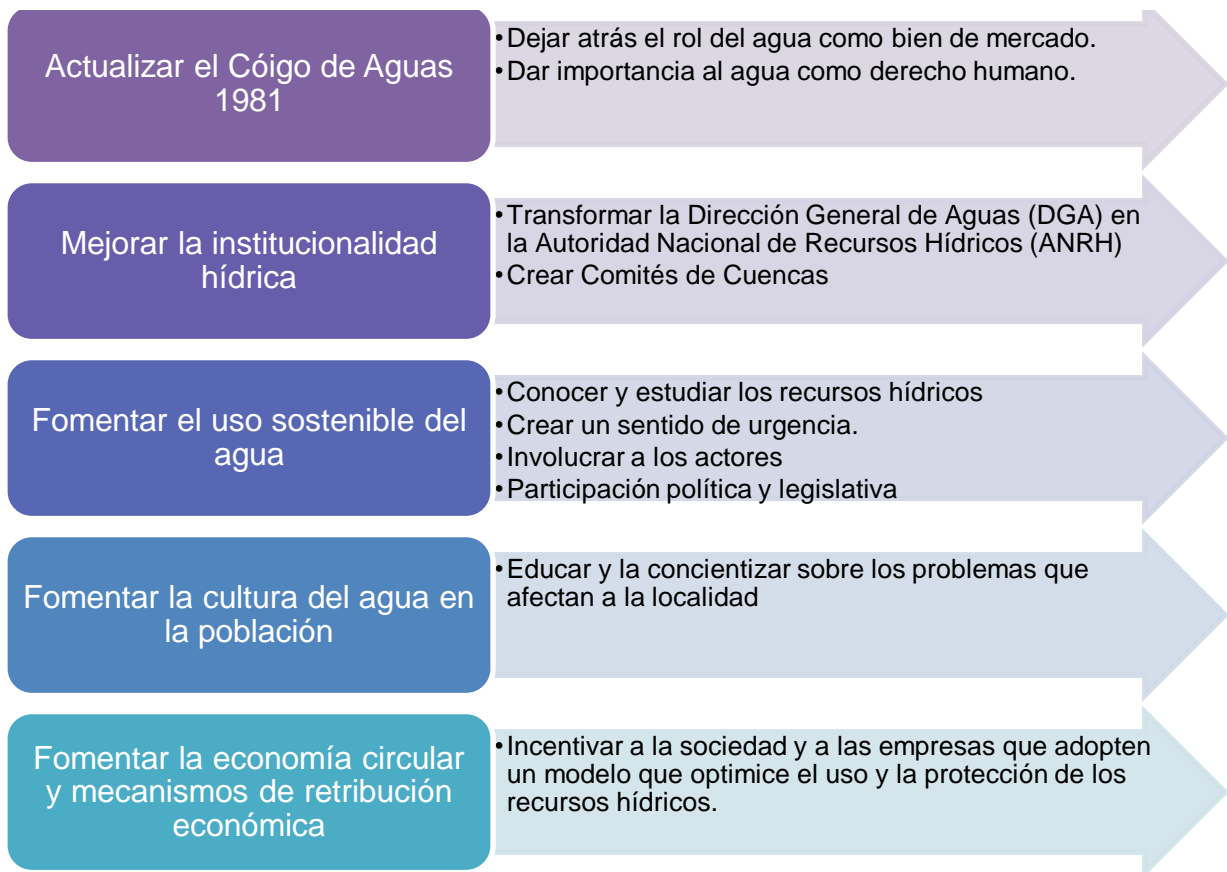 Actualizar el Cóigo de Aguas
1981
•Dejar atrás el rol del agua como bien de mercado.
•Dar importancia al agua como derecho humano.
Mejorar la institucionalidad
hídrica
•Transformar la Dirección General de Aguas (DGA) en
la Autoridad Nacional de Recursos Hídricos (ANRH)
•Crear Comités de Cuencas
Fomentar el uso sostenible del
agua
•Conocer y estudiar los recursos hídricos
•Crear un sentido de urgencia.
•Involucrar a los actores
•Participación política y legislativa
Fomentar la cultura del agua en
la población
•Educar y la concientizar sobre los problemas que
afectan a la localidad
Fomentar la economía circular
y mecanismos de retribución
económica
•Incentivar a la sociedad y a las empresas que adopten
un modelo que optimice el uso y la protección de los
recursos hídricos.